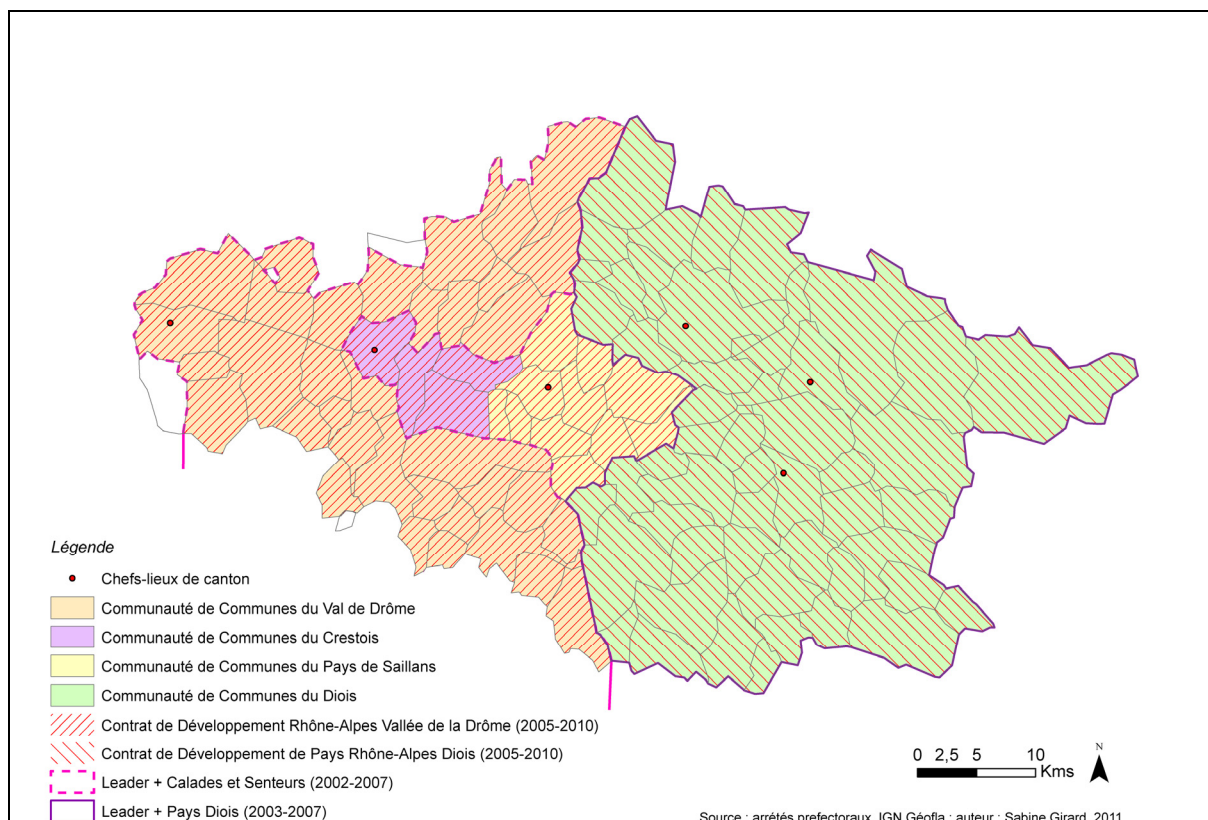 Légende
Chefs-lieux de canton
Communauté de Communes du Val de Drôme
Communauté de Communes du Crestois
Communauté de Communes du Pays de Saillans
Communauté de Communes du Diois
Contrat de Développement Rhône-Alpes Vallée de la Drôme (2005-2010)
Contrat de Développement de Pays Rhône-Alpes Diois (2005-2010)
Leader + Calades et Senteurs (2002-2007)
Leader + Pays Diois (2003-2007)
0 2,5 5 10
Kms
N
Source : arrétés prefectoraux, IGN Géofla ; auteur : Sabine Girard, 2011